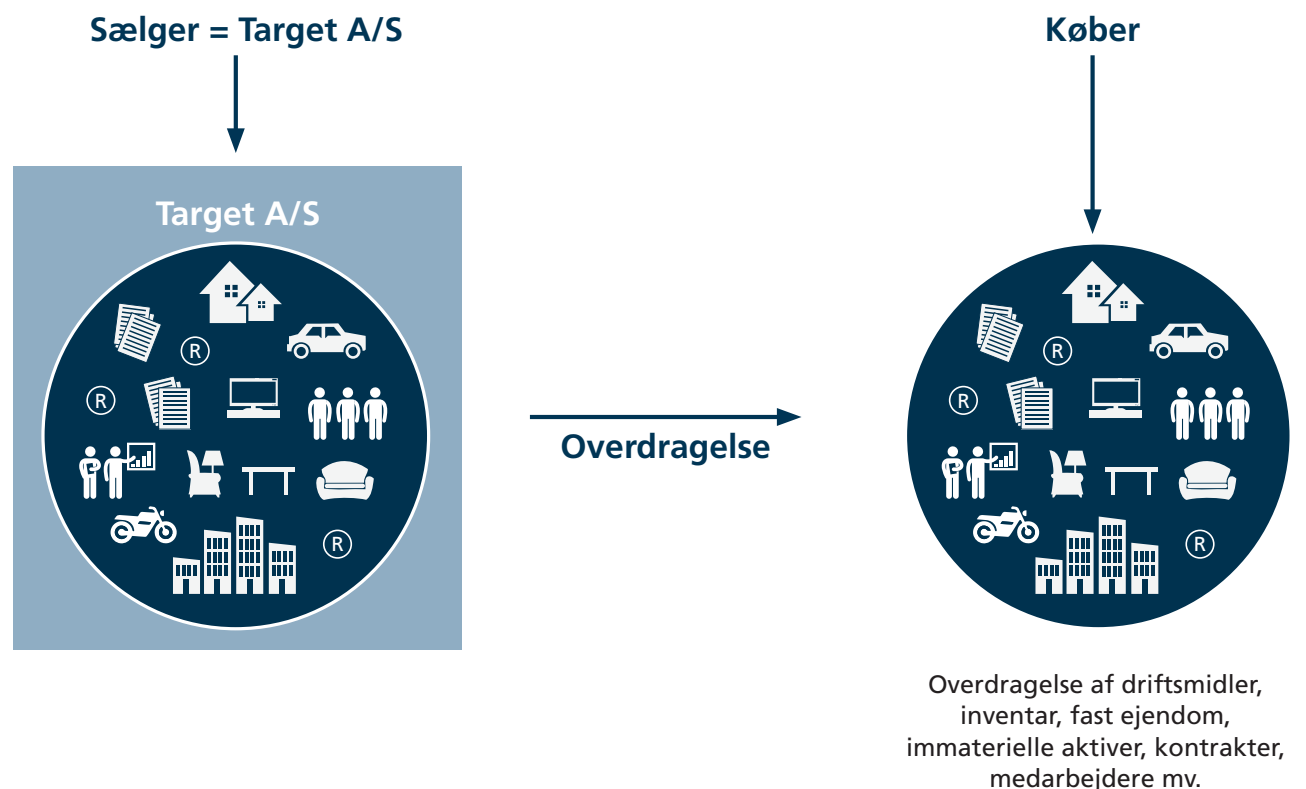 Sælger = Target A/S
Køber
Target A/S
R
R
R
Overdragelse
R
R
R
Overdragelse af driftsmidler,
inventar, fast ejendom,
immaterielle aktiver, kontrakter,
medarbejdere mv.